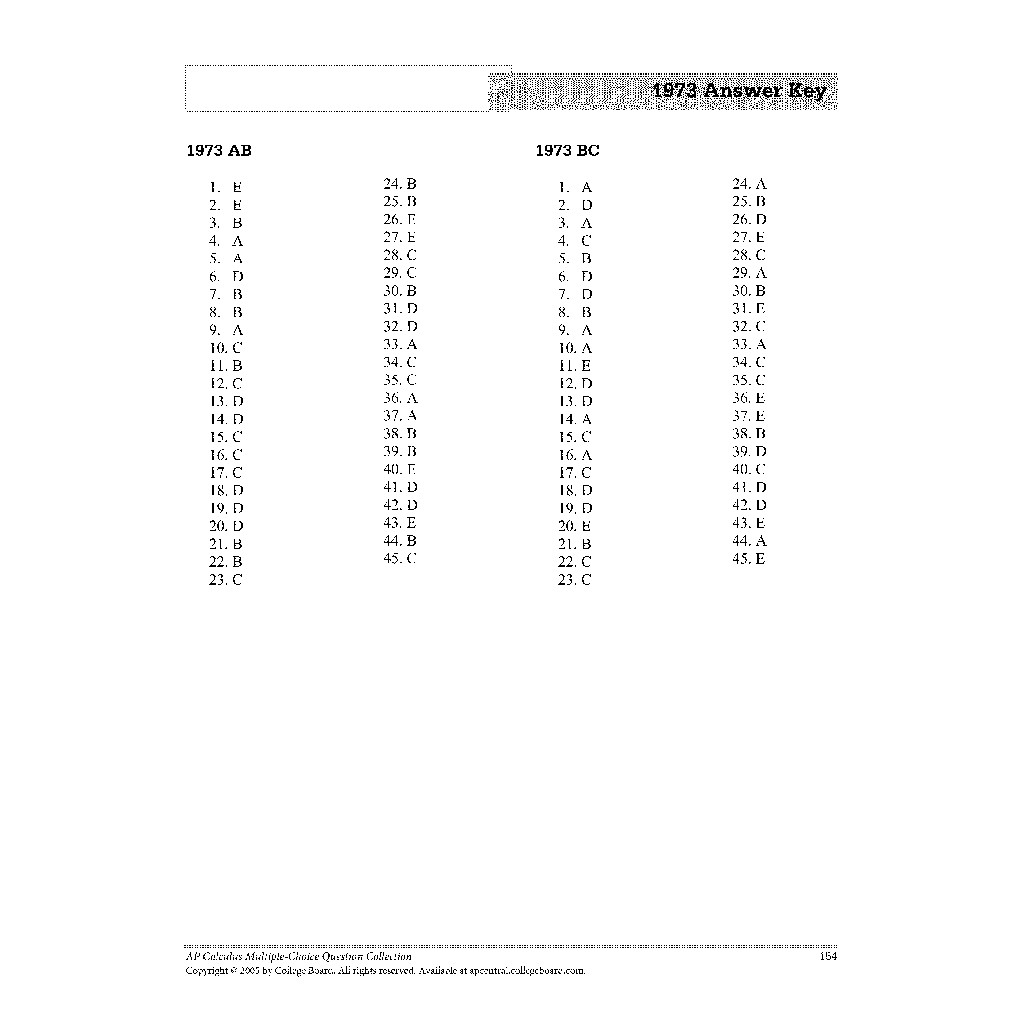 1973 Answer Key
1973 AB
1. E
2. E
3. B
4. A
5. A
6. D
7. B
8. B
9. A
10. C
11. B
12. C
13. D
14. D
15. C
16. C
17. C
18. D
19. D
20. D
21. B
22. B
23. C
24. B
25. B
26. E
27. E
28. C
29. C
30. B
31. D
32. D
33. A
34. C
35. C
36. A
37. A
38. B
39. B
40. E
41. D
42. D
43. E
44. B
45. C
1973 BC
1. A
2. D
3. A
4. C
5. B
6. D
7. D
8. B
9. A
10. A
11. E
12. D
13. D
14. A
15. C
16. A
17. C
18. D
19. D
20. E
21. B
22. C
23. C
24. A
25. B
26. D
27. E
28. C
29. A
30. B
31. E
32. C
33. A
34. C
35. C
36. E
37. E
38. B
39. D
40. C
41. D
42. D
43. E
44. A
45. E
AP Calculus Multiple-Choice Question Collection
154
Copyright © 2005 by College Board. All rights reserved. Available at apcentral.collegeboard.com.